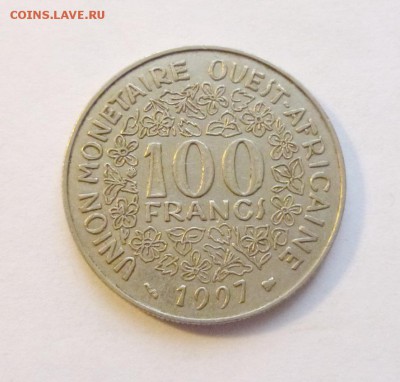 COINS.LAVE.RU
UNION MONETAIRE OUEST-AFRICAINE
100
FRANCS
1997